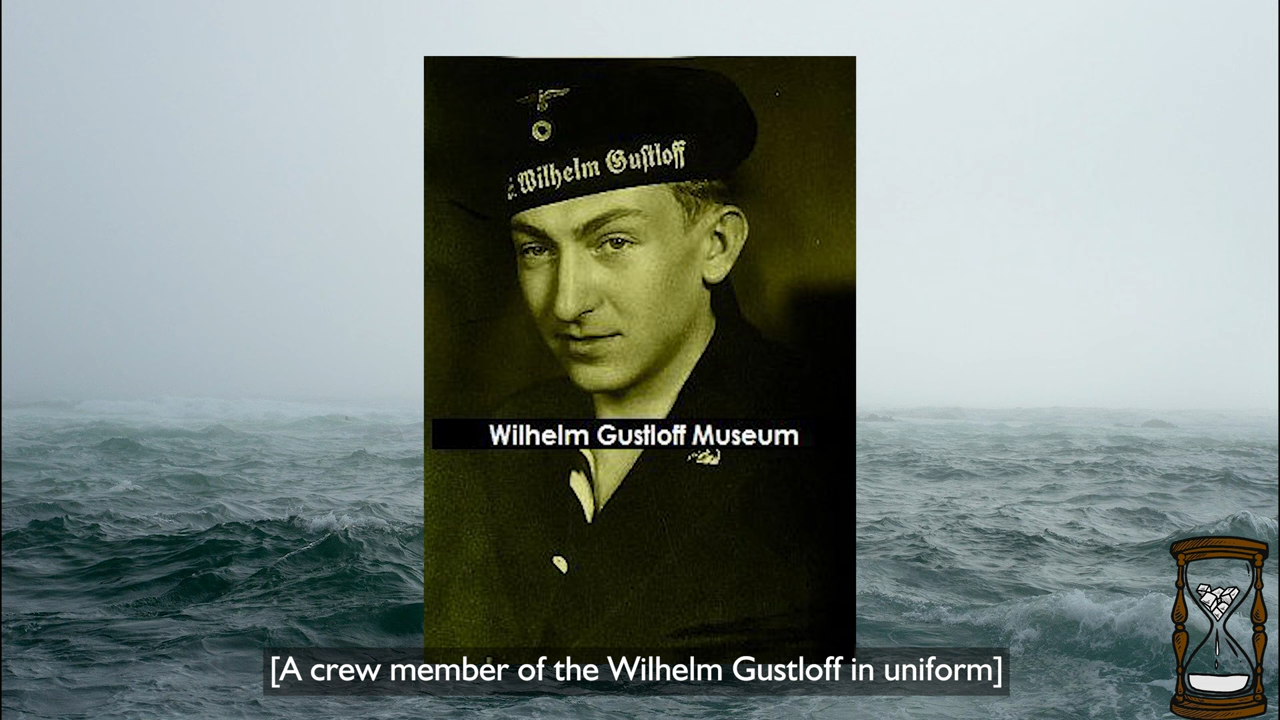 Wilhelm Gustloff
Wilhelm Gustloff Museum
[A crew member of the Wilhelm Gustloff in uniform]